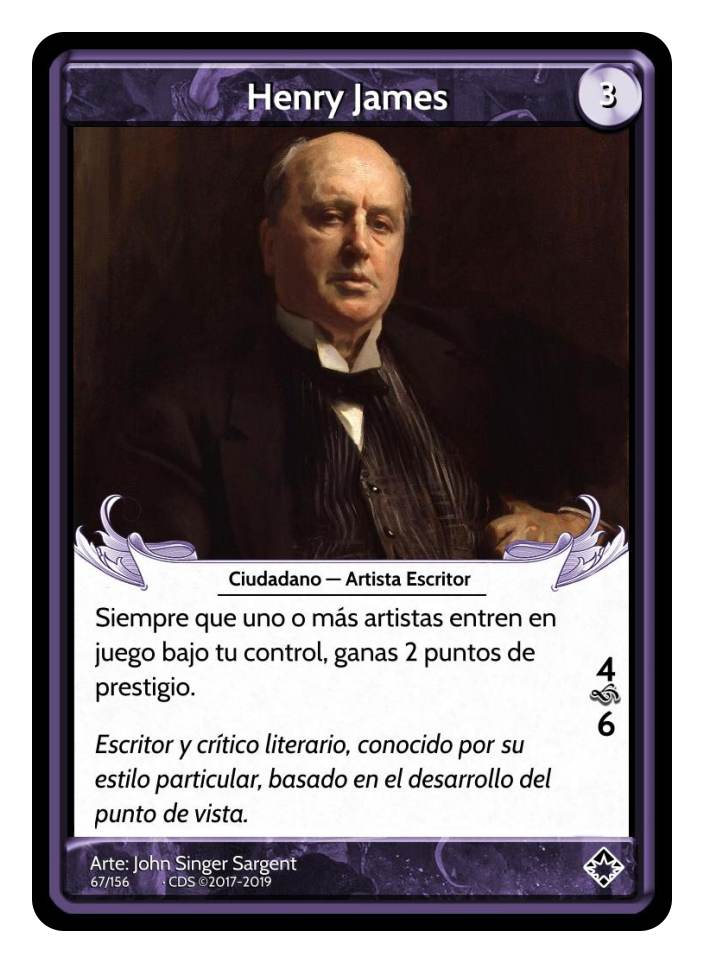 Henry James
3
Ciudadano — Artista Escritor
Siempre que uno o más artistas entren en
juego bajo tu control, ganas 2 puntos de
prestigio.
4
6
Escritor y crítico literario, conocido por su
estilo particular, basado en el desarrollo del
punto de vista.
Arte: John Singer Sargent
67/156 · CDS ©2017-2019